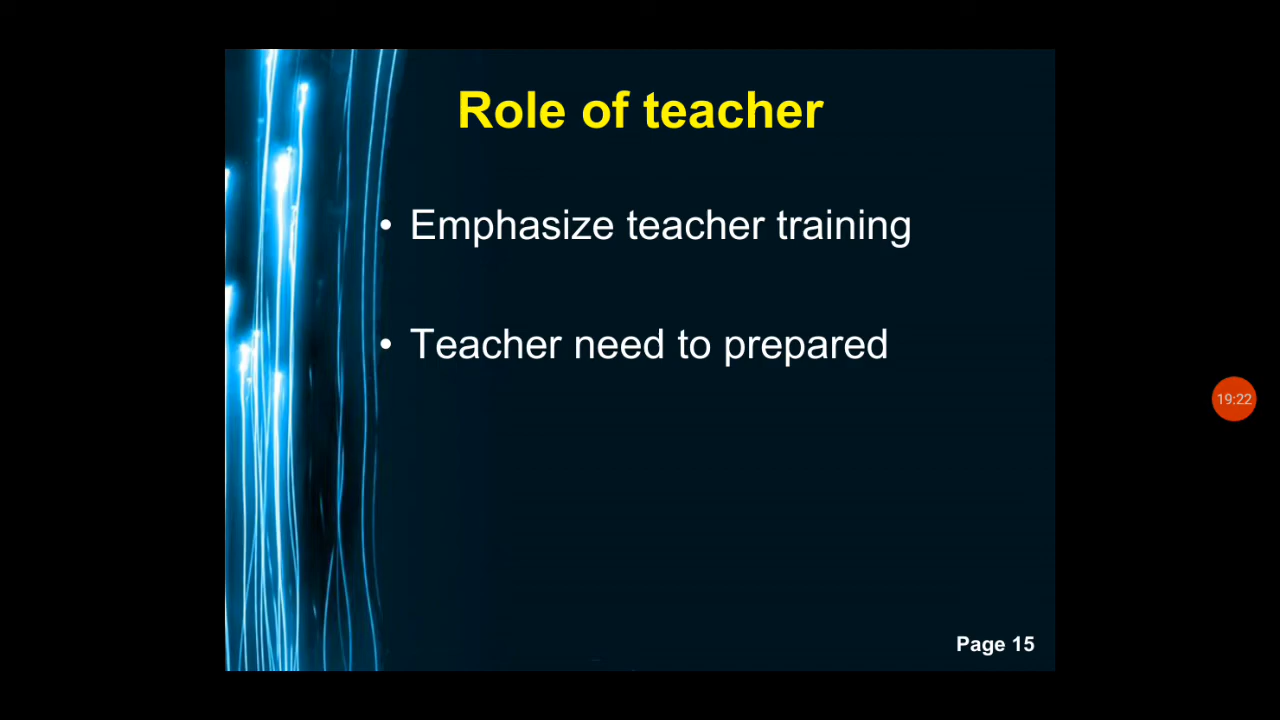 Role of teacher
• Emphasize teacher training
• Teacher need to prepared
19:22
Page 15